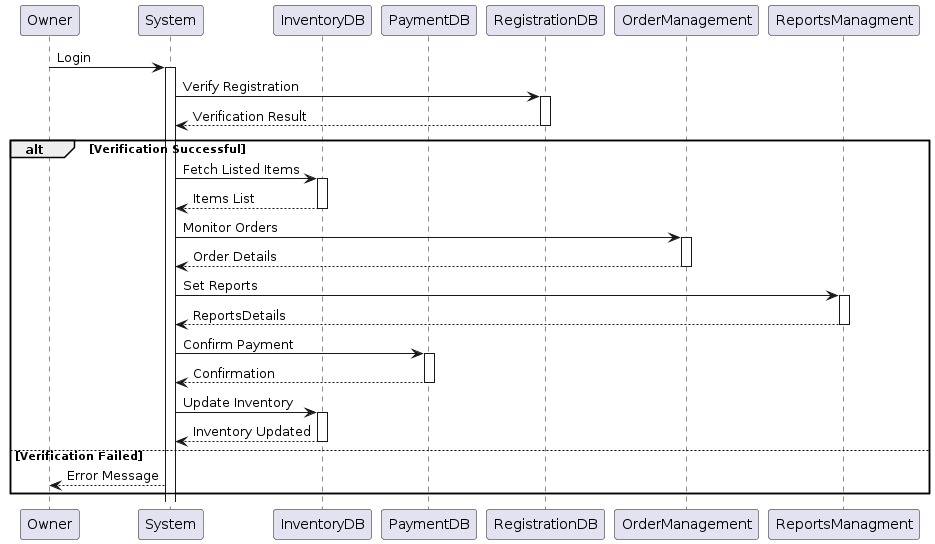 Owner System InventoryDB PaymentDB RegistrationDB OrderManagement ReportsManagment
Login
Verify Registration
Verification Result
alt [Verification Successful]
Fetch Listed Items
Items List
Monitor Orders
Order Details
Set Reports
ReportsDetails
Confirm Payment
Confirmation
Update Inventory
Inventory Updated
[Verification Failed]
Error Message
Owner System InventoryDB PaymentDB RegistrationDB OrderManagement ReportsManagment